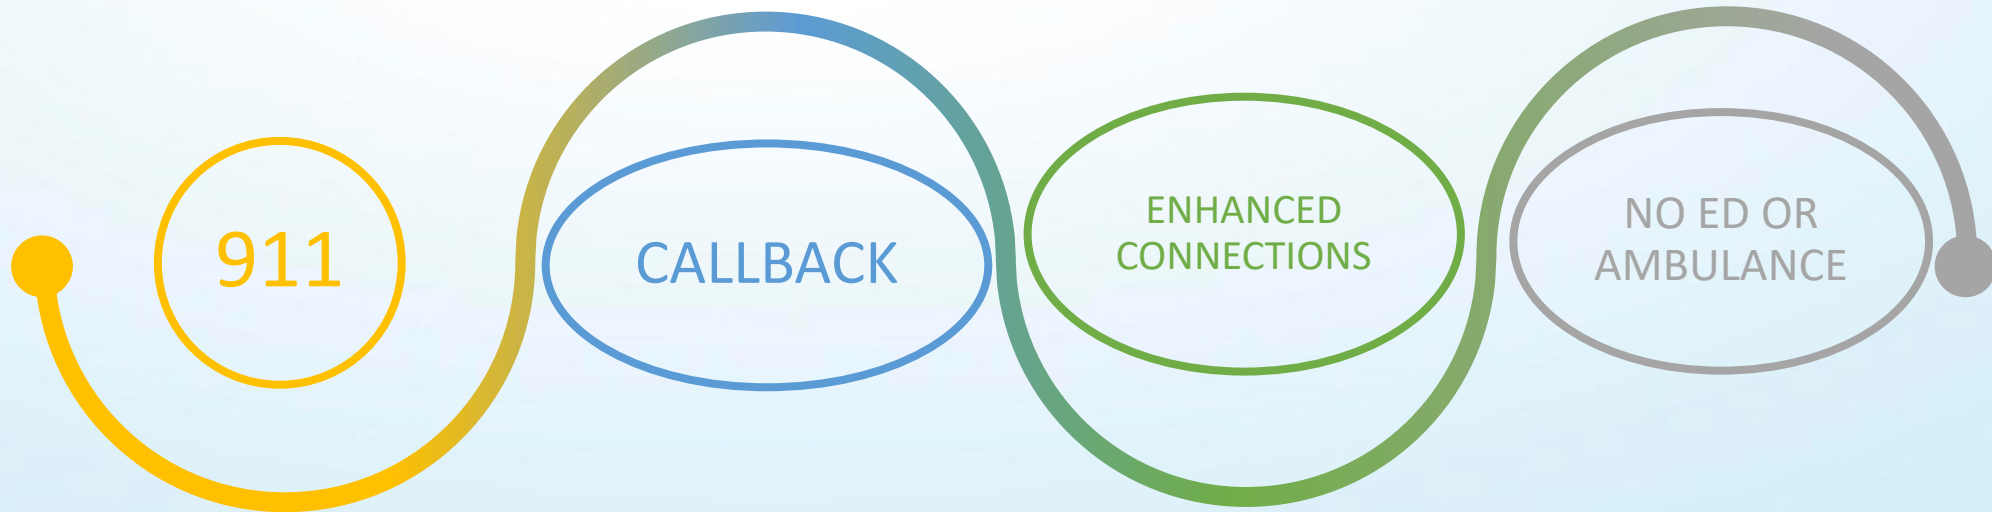 911
CALLBACK
ENHANCED
CONNECTIONS
NO ED OR
AMBULANCE